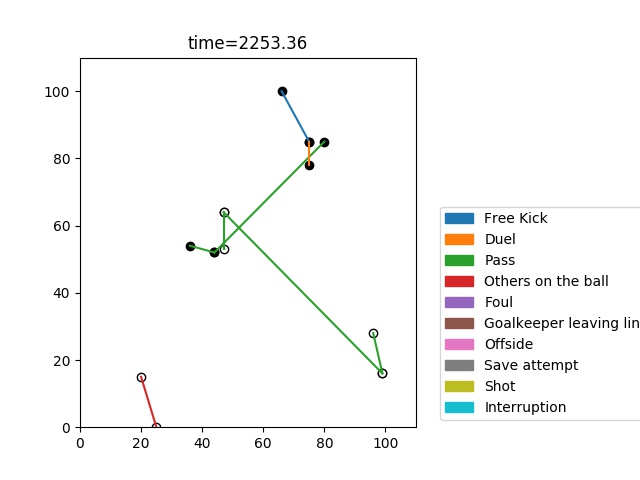 time=2253.36
100
80
60
40
20
0
0 20 40 60 80 100
Free Kick
Duel
Pass
Others on the ball
Foul
Goalkeeper leaving lin
Offside
Save attempt
Shot
Interruption